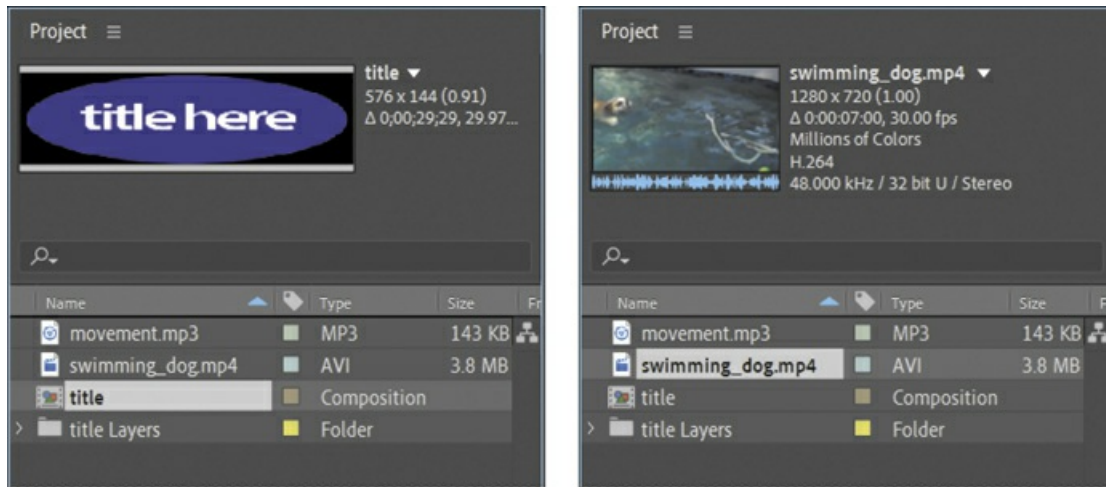 Project
title here
title
576 x 144 (0.91)
Δ 0;00;29;29, 29.97...
Name Type Size Fr
movement.mp3 MP3 143 KB
swimming_dog.mp4 AVI 3.8 MB
title Composition
title Layers Folder
Project
swimming_dog.mp4
1280 x 720 (1.00)
Δ 0:00:07:00, 30.00 fps
Millions of Colors
H.264
48.000 kHz / 32 bit U / Stereo
Name Type Size F
movement.mp3 MP3 143 KB
swimming_dog.mp4 AVI 3.8 MB
title Composition
title Layers Folder